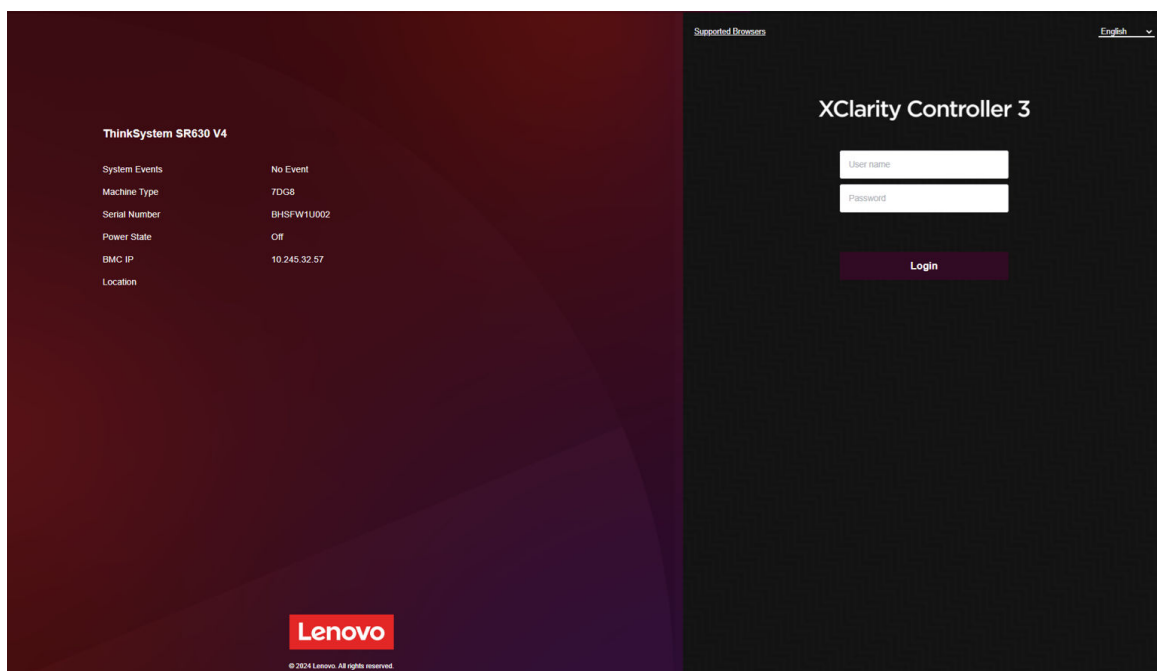 Supported Browsers
English
XClarity Controller 3
User name
Password
Login
ThinkSystem SR630 V4
System Events No Event
Machine Type 7DG8
Serial Number BHSFW1U002
Power State Off
BMC IP 10.245.32.57
Location
Lenovo
© 2024 Lenovo. All rights reserved.